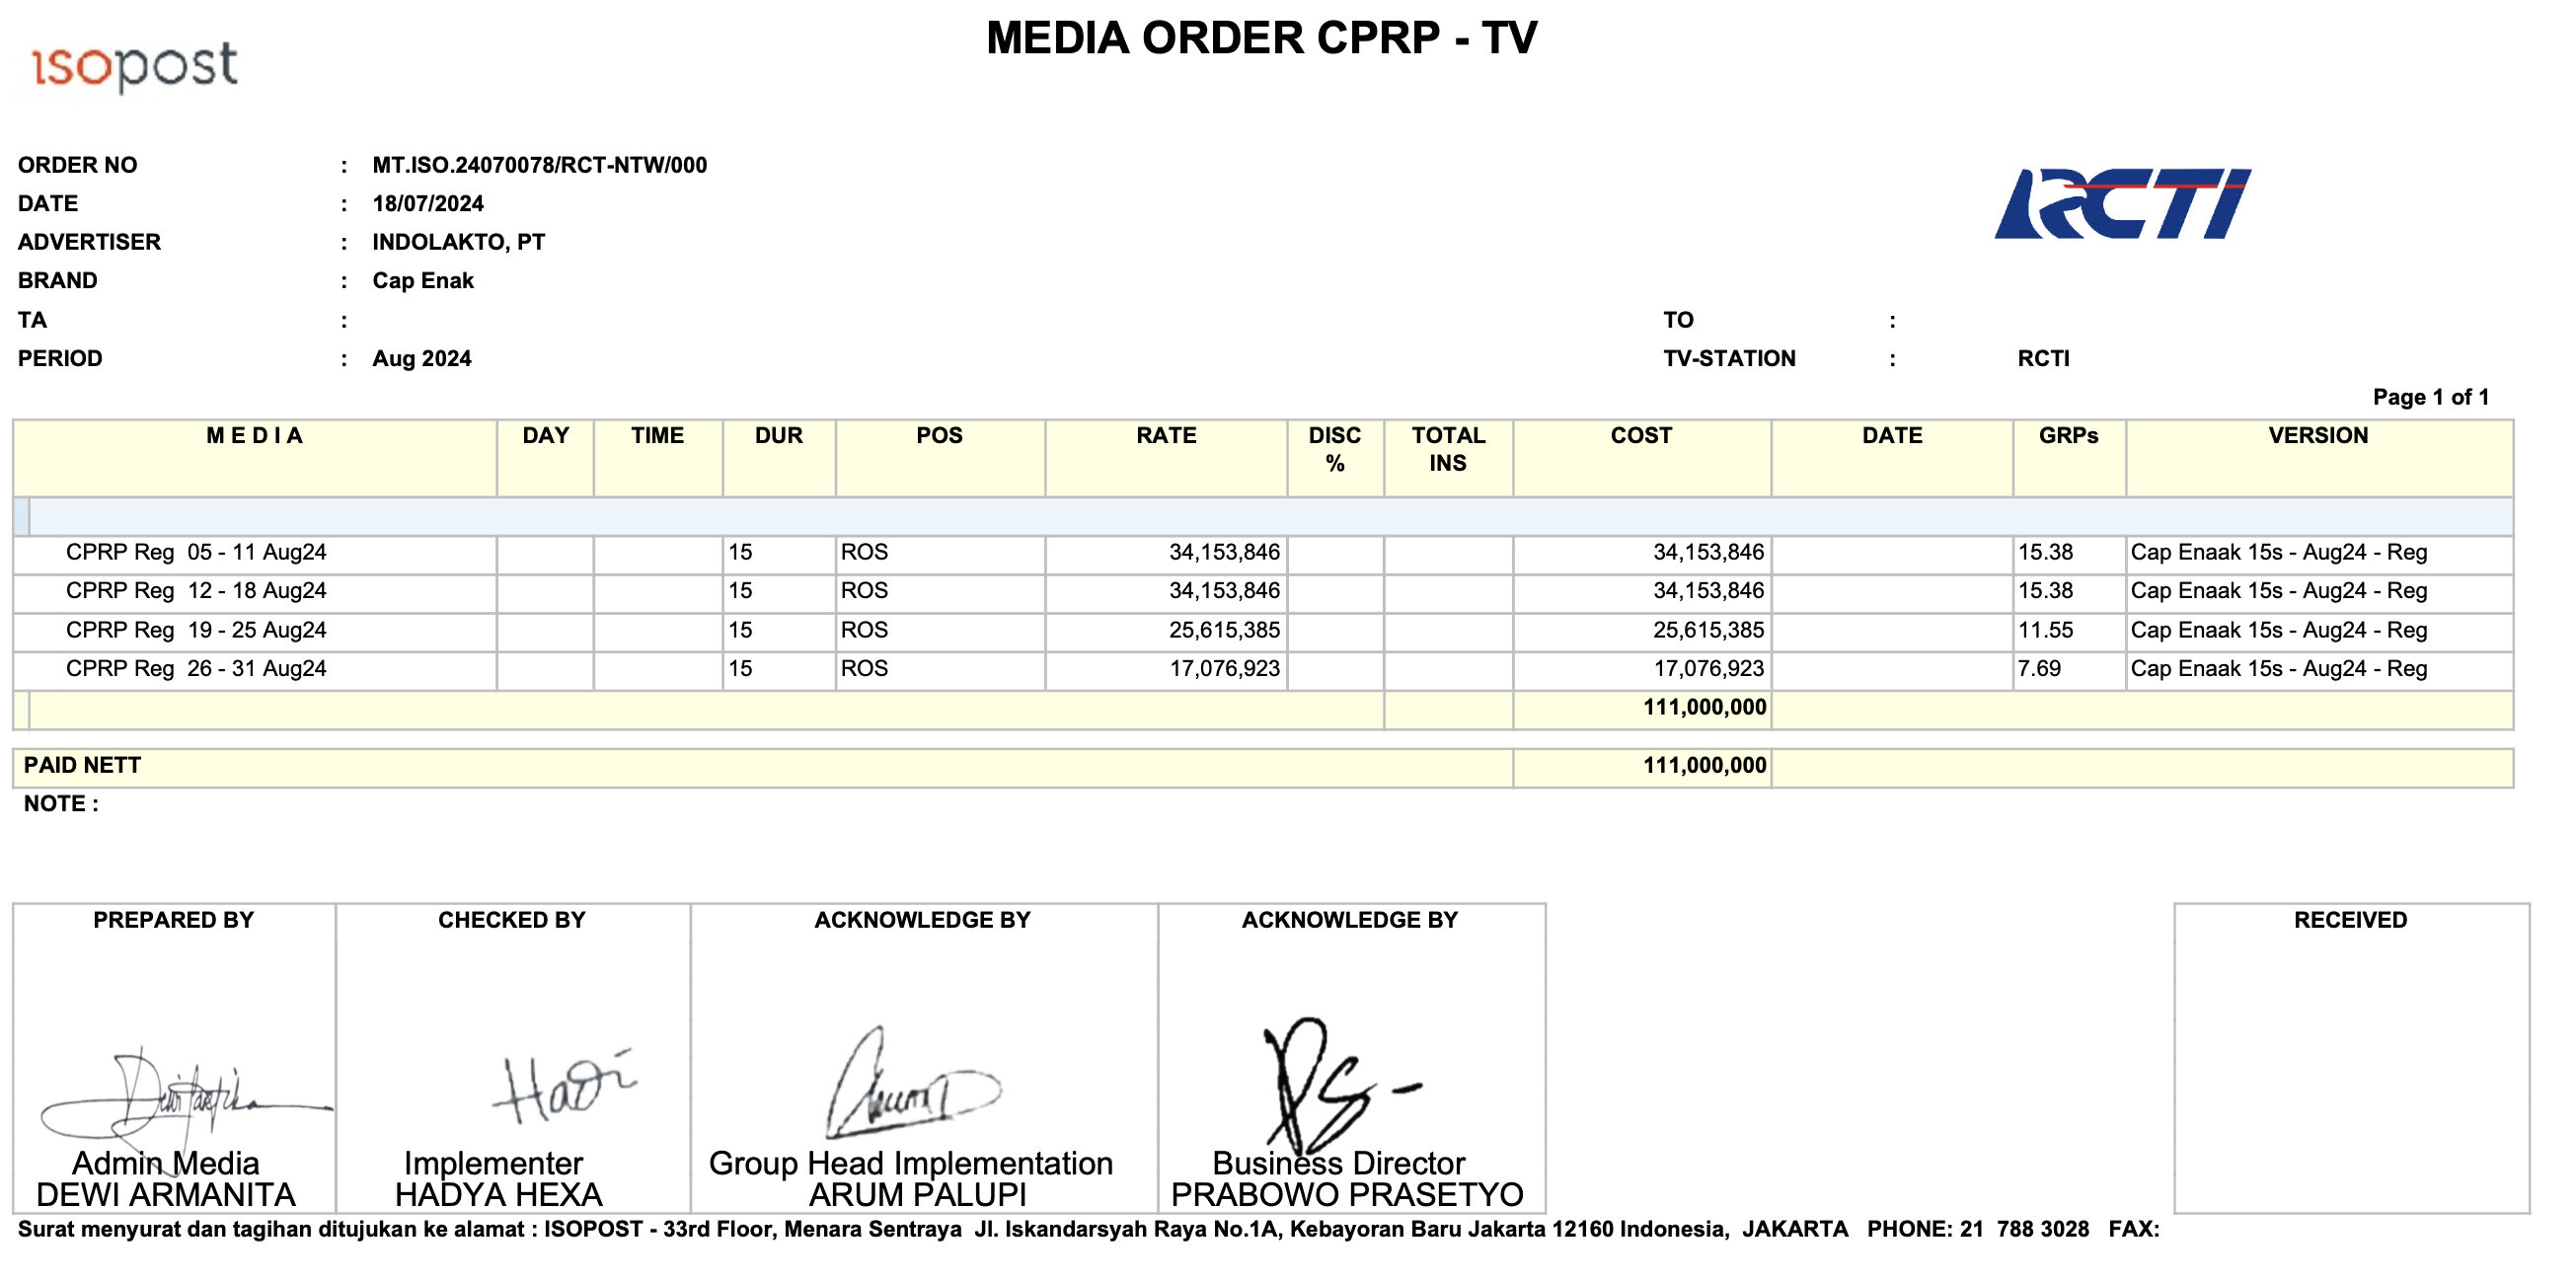 MEDIA ORDER CPRP - TV
isopost
ORDER NO : MT.ISO.24070078/RCT-NTW/000
DATE : 18/07/2024
ADVERTISER : INDOLAKTO, PT
BRAND : Cap Enak
TA :
PERIOD : Aug 2024
RCTI
TO :
TV-STATION : RCTI
Page 1 of 1
MEDIA DAY TIME DUR POS RATE DISC % TOTAL INS COST DATE GRPs VERSION
CPRP Reg 05 - 11 Aug24 15 ROS 34,153,846 34,153,846 15.38 Cap Enaak 15s - Aug24 - Reg
CPRP Reg 12 - 18 Aug24 15 ROS 34,153,846 34,153,846 15.38 Cap Enaak 15s - Aug24 - Reg
CPRP Reg 19 - 25 Aug24 15 ROS 25,615,385 25,615,385 11.55 Cap Enaak 15s - Aug24 - Reg
CPRP Reg 26 - 31 Aug24 15 ROS 17,076,923 17,076,923 7.69 Cap Enaak 15s - Aug24 - Reg
111,000,000
PAID NETT 111,000,000
NOTE :
PREPARED BY CHECKED BY ACKNOWLEDGE BY ACKNOWLEDGE BY RECEIVED
Hadi
Admin Media Implementer Group Head Implementation Business Director
DEWI ARMANITA HADYA HEXA ARUM PALUPI PRABOWO PRASETYO
Surat menyurat dan tagihan ditujukan ke alamat : ISOPOST - 33rd Floor, Menara Sentraya Jl. Iskandarsyah Raya No.1A, Kebayoran Baru Jakarta 12160 Indonesia, JAKARTA PHONE: 21 788 3028 FAX: